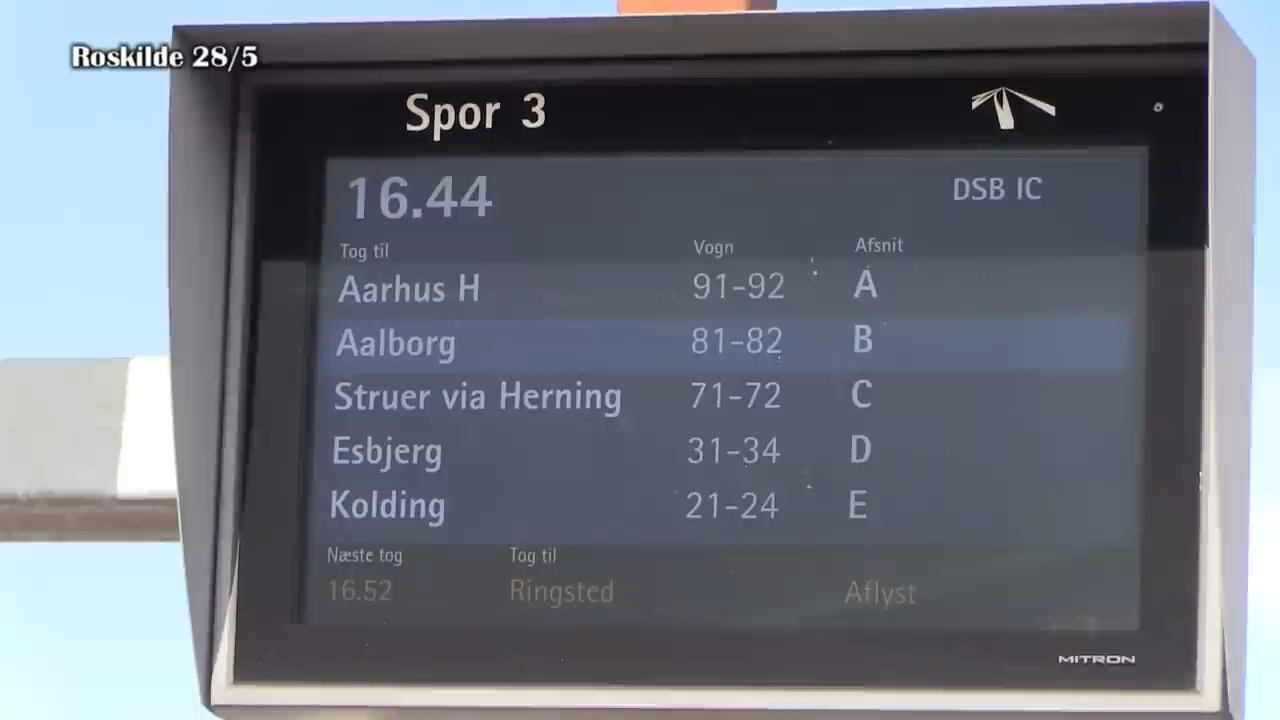 Roskilde 28/5
Spor 3
16.44 DSB IC
Tog til Vogn Afsnit
Aarhus H 91-92 A
Aalborg 81-82 B
Struer via Herning 71-72 C
Esbjerg 31-34 D
Kolding 21-24 E
Næste tog Tog til
16.52 Ringsted Aflyst
MITRON